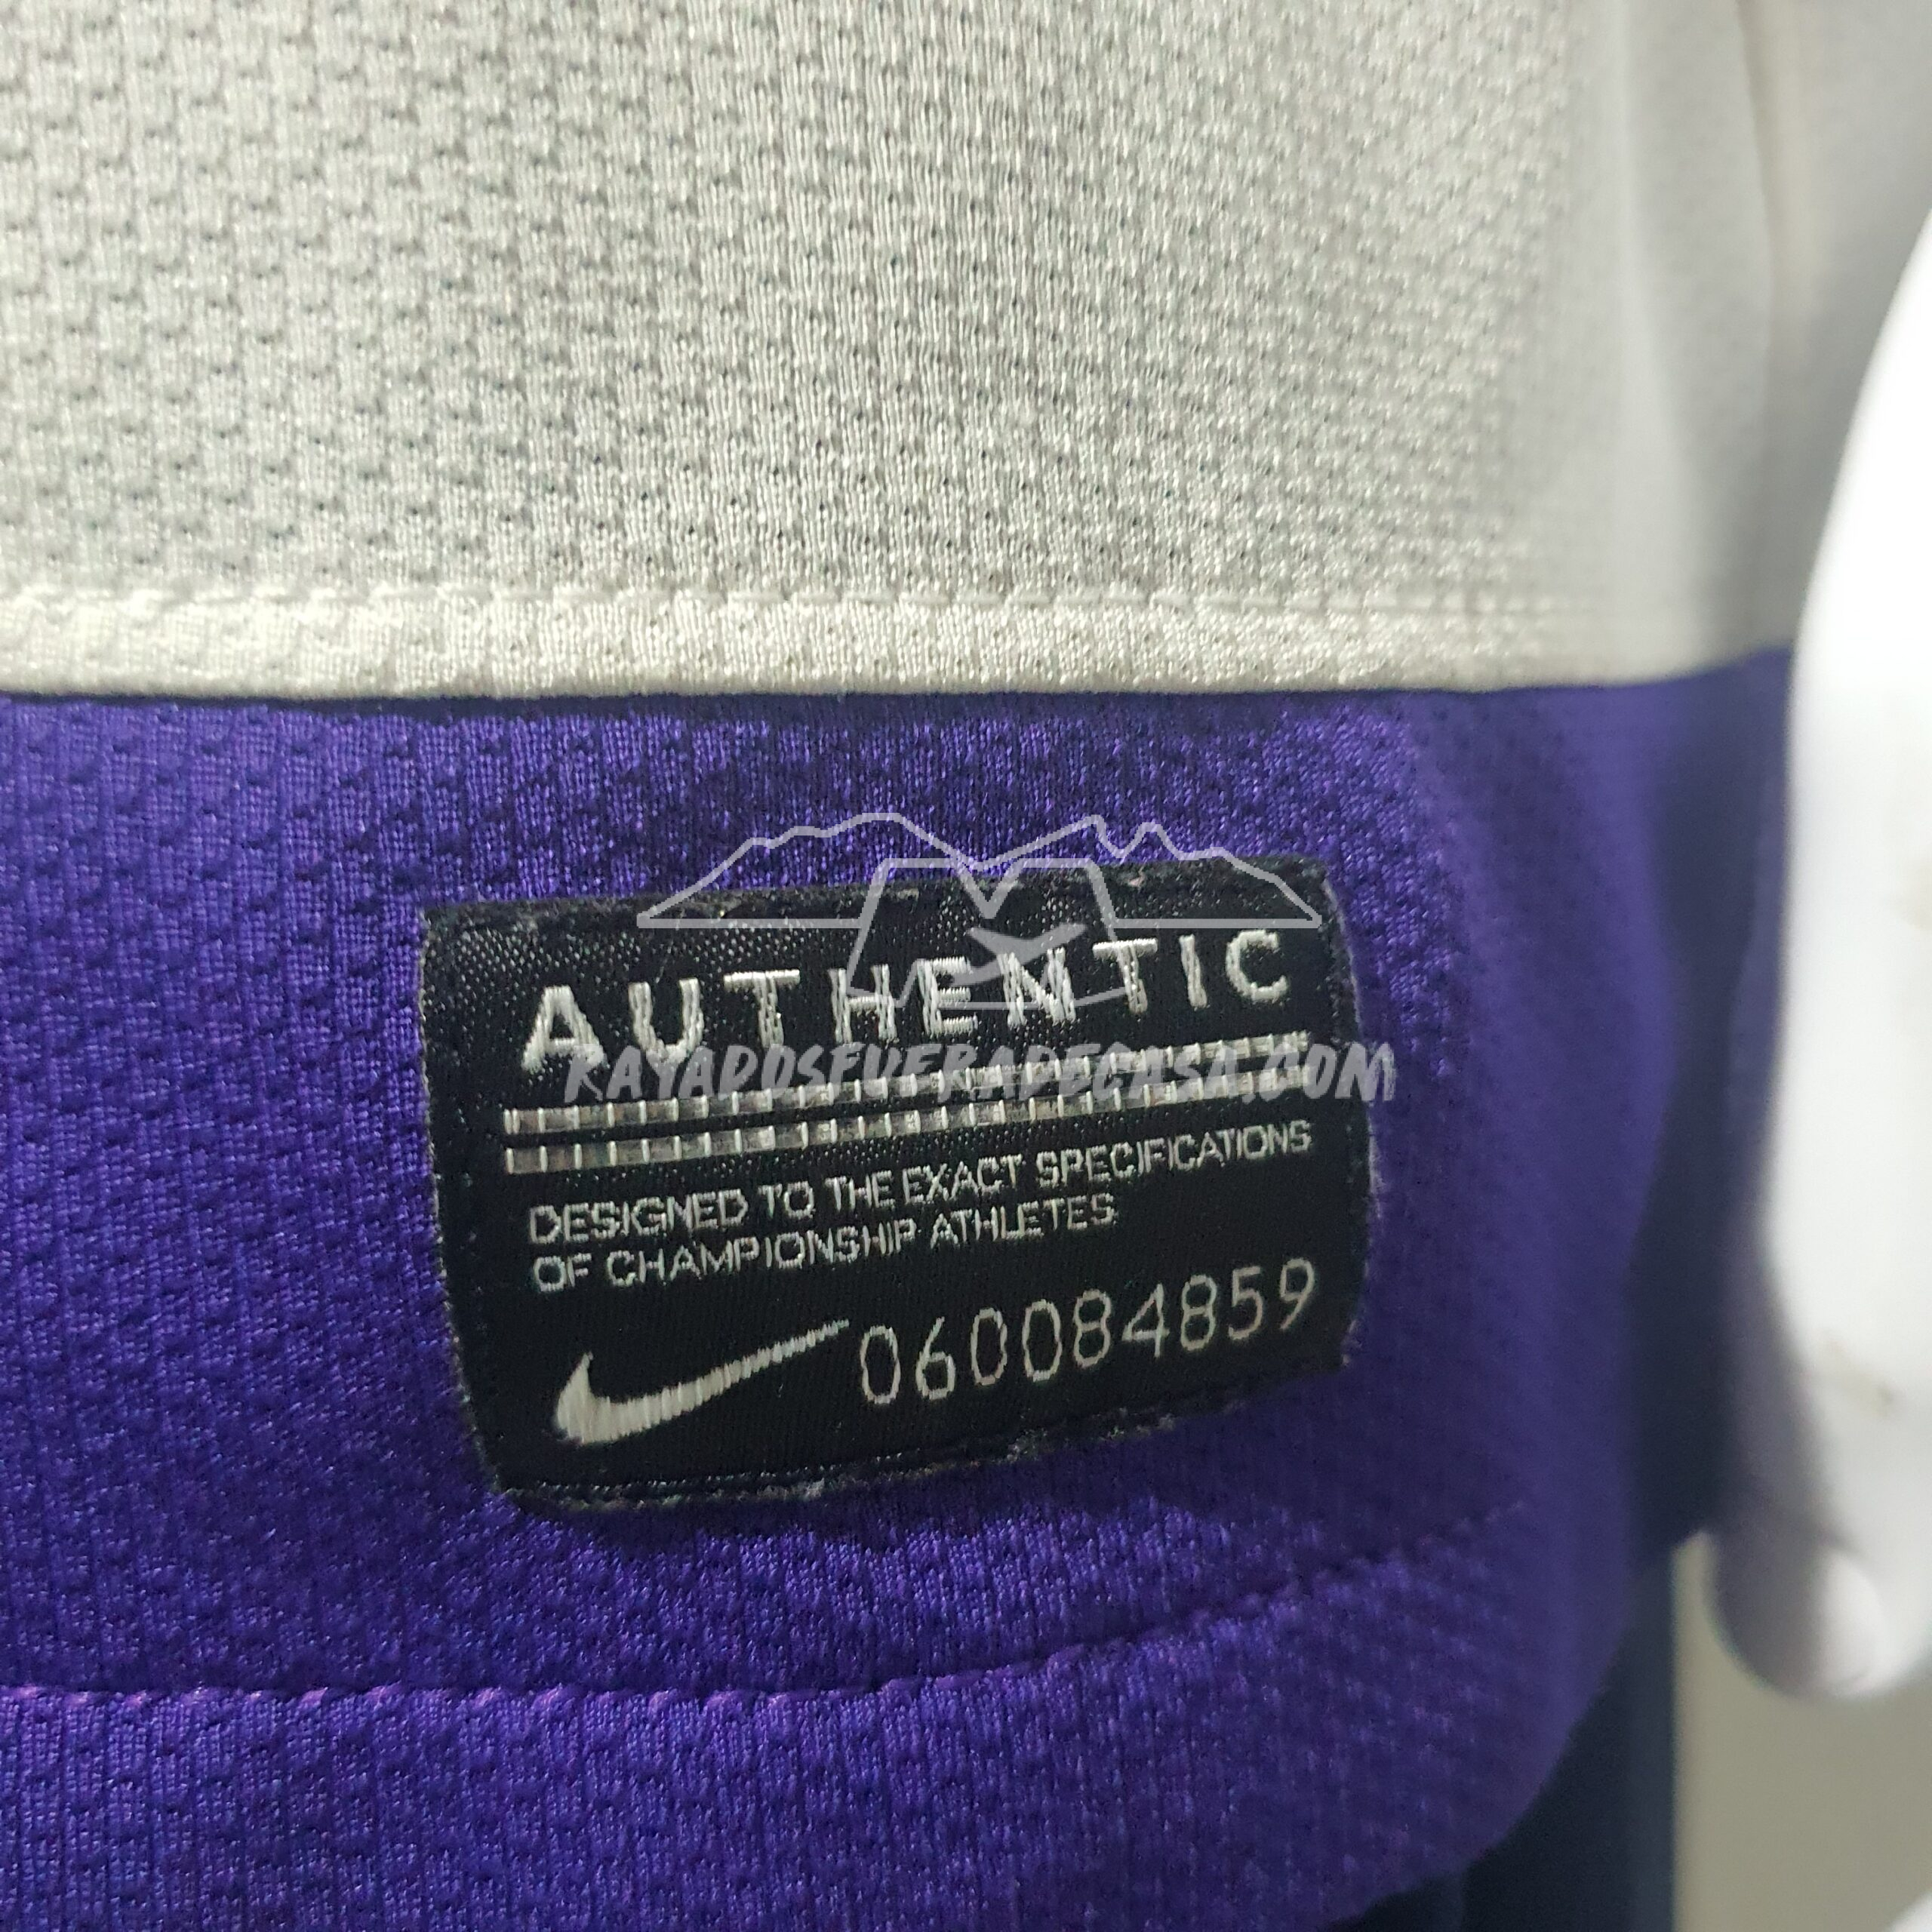 AUTHENTIC
RAYADOSFUERADECASA.COM
DESIGNED TO THE EXACT SPECIFICATIONS
OF CHAMPIONSHIP ATHLETES
060084859